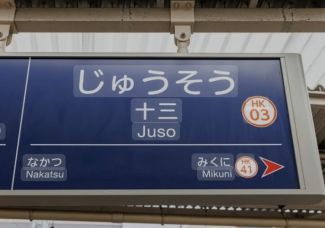 じゅうそう
十三
Juso
HK
03
なかつ
Nakatsu
みくに
Mikuni
HK
41